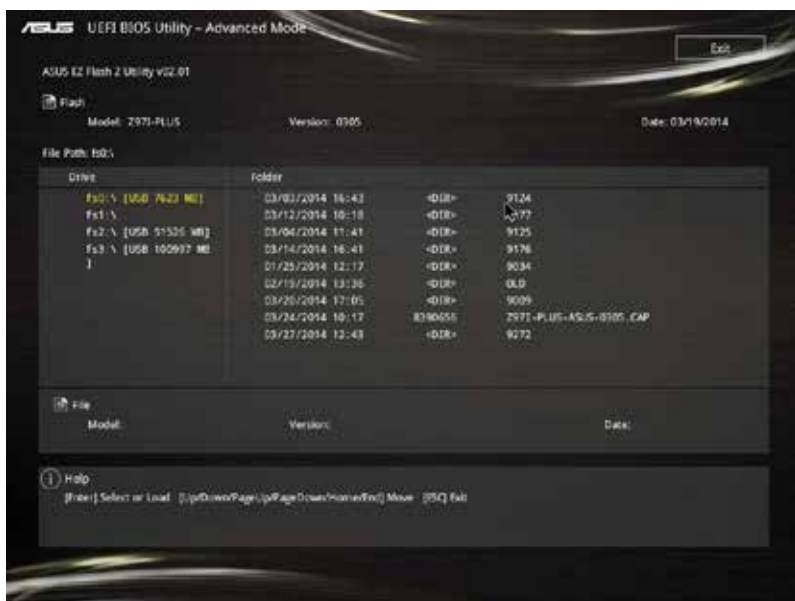 ASUS UEFI BIOS Utility – Advanced Mode
Exit
ASUS EZ Flash 2 Utility v02.01
Flash
Model: Z97I-PLUS Version: 0305 Date: 03/19/2014
File Path: fs0:\
Drive Folder
fs0:\ [USB 7623 MB] 03/03/2014 16:43 <DIR> 9124
fs1:\ 03/12/2014 10:18 <DIR>
fs2:\ [USB MB] 03/04/2014 11:41 <DIR> 9125
fs3:\ [USB 100997 MB 03/14/2014 16:41 <DIR> 9176
] 01/25/2014 12:17 <DIR> 9034
02/19/2014 13:36 <DIR> OLD
03/20/2014 17:05 <DIR> 9009
03/24/2014 10:17 Z97I-PLUS-ASUS-0305.CAP
03/27/2014 12:43 <DIR> 9272
File
Model: Version: Date:
Help
[Enter] Select or Load [Up/Down/PageUp/PageDown/Home/End] Move [ESC] Exit